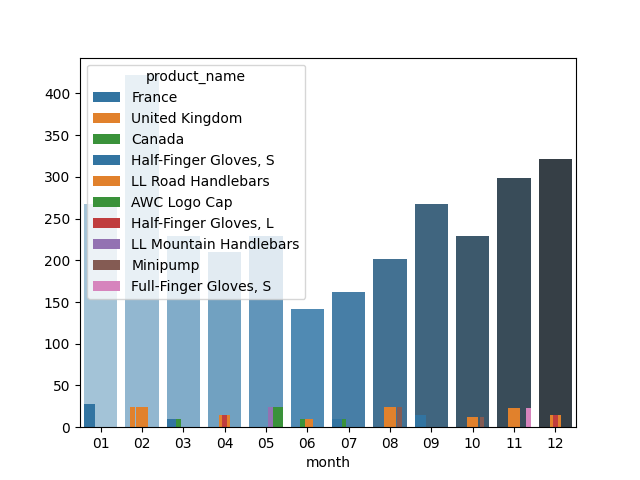 product_name
France
United Kingdom
Canada
Half-Finger Gloves, S
LL Road Handlebars
AWC Logo Cap
Half-Finger Gloves, L
LL Mountain Handlebars
Minipump
Full-Finger Gloves, S
400
350
300
250
200
150
100
50
0
01 02 03 04 05 06 07 08 09 10 11 12
month